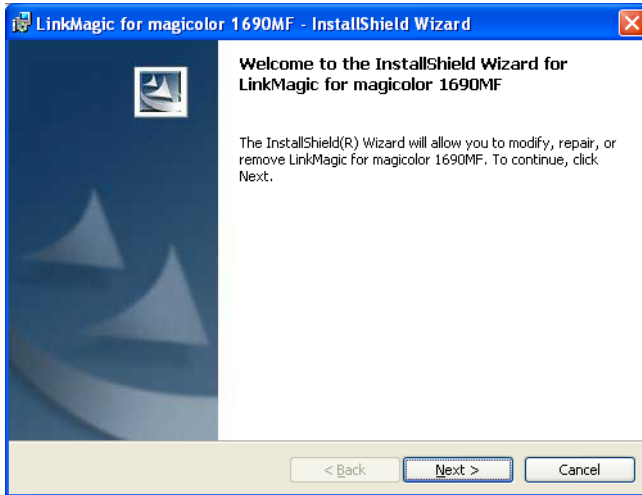 LinkMagic for magicolor 1690MF - InstallShield Wizard
Welcome to the InstallShield Wizard for
LinkMagic for magicolor 1690MF
The InstallShield(R) Wizard will allow you to modify, repair, or
remove LinkMagic for magicolor 1690MF. To continue, click
Next.
< Back
Next >
Cancel